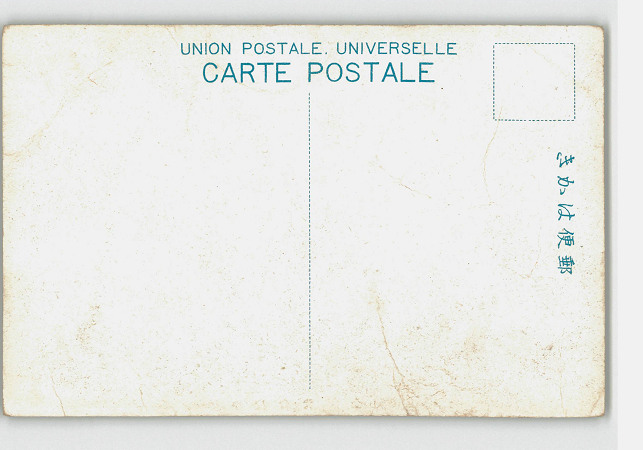 UNION POSTALE. UNIVERSELLE
CARTE POSTALE
郵便はかき